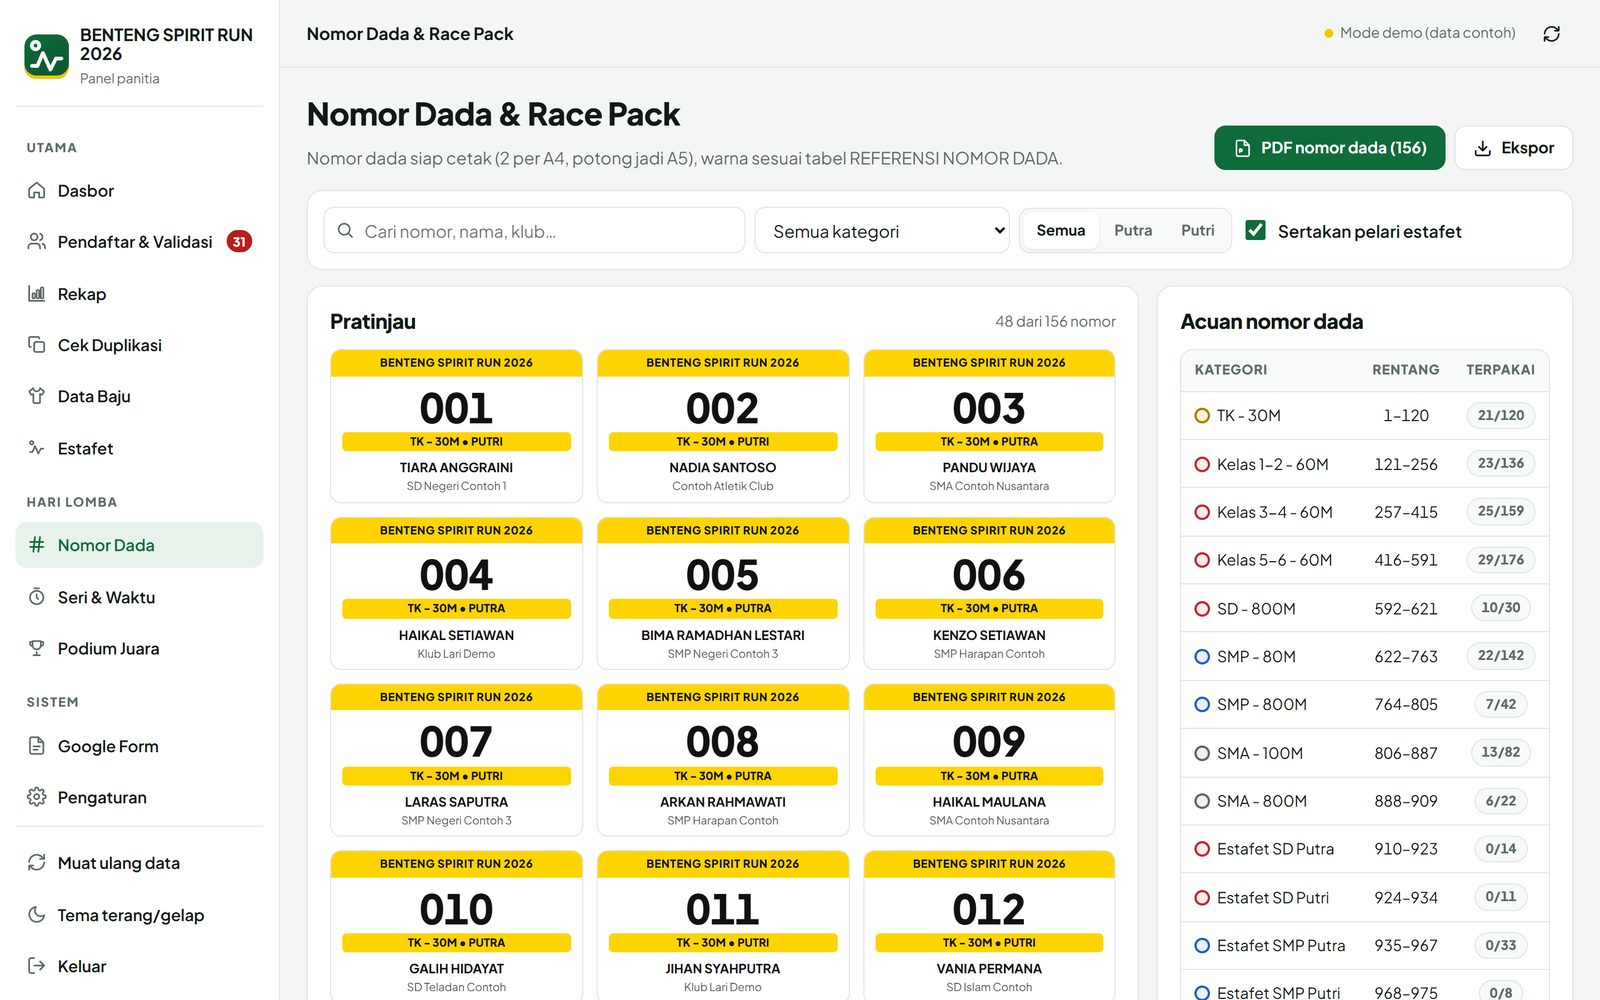 BENTENG SPIRIT RUN
2026
Panel panitia
UTAMA
Dasbor
Pendaftar & Validasi
31
Rekap
Cek Duplikasi
Data Baju
Estafet
HARI LOMBA
Nomor Dada
Seri & Waktu
Podium Juara
SISTEM
Google Form
Pengaturan
Muat ulang data
Tema terang/gelap
Keluar
Nomor Dada & Race Pack
Mode demo (data contoh)
Nomor Dada & Race Pack
Nomor dada siap cetak (2 per A4, potong jadi A5), warna sesuai tabel REFERENSI NOMOR DADA.
PDF nomor dada (156)
Ekspor
Cari nomor, nama, klub…
Semua kategori
Semua
Putra
Putri
Sertakan pelari estafet
Pratinjau
48 dari 156 nomor
BENTENG SPIRIT RUN 2026
001
TK – 30M • PUTRI
TIARA ANGGRAINI
SD Negeri Contoh 1
BENTENG SPIRIT RUN 2026
002
TK – 30M • PUTRI
NADIA SANTOSO
Contoh Atletik Club
BENTENG SPIRIT RUN 2026
003
TK – 30M • PUTRA
PANDU WIJAYA
SMA Contoh Nusantara
BENTENG SPIRIT RUN 2026
004
TK – 30M • PUTRA
HAIKAL SETIAWAN
Klub Lari Demo
BENTENG SPIRIT RUN 2026
005
TK – 30M • PUTRA
BIMA RAMADHAN LESTARI
SMP Negeri Contoh 3
BENTENG SPIRIT RUN 2026
006
TK – 30M • PUTRA
KENZO SETIAWAN
SMP Harapan Contoh
BENTENG SPIRIT RUN 2026
007
TK – 30M • PUTRI
LARAS SAPUTRA
SMP Negeri Contoh 3
BENTENG SPIRIT RUN 2026
008
TK – 30M • PUTRA
ARKAN RAHMAWATI
SMP Harapan Contoh
BENTENG SPIRIT RUN 2026
009
TK – 30M • PUTRA
HAIKAL MAULANA
SMA Contoh Nusantara
BENTENG SPIRIT RUN 2026
010
TK – 30M • PUTRA
GALIH HIDAYAT
SD Teladan Contoh
BENTENG SPIRIT RUN 2026
011
TK – 30M • PUTRI
JIHAN SYAHPUTRA
Klub Lari Demo
BENTENG SPIRIT RUN 2026
012
TK – 30M • PUTRI
VANIA PERMANA
SD Islam Contoh
Acuan nomor dada
KATEGORI RENTANG TERPAKAI
TK - 30M 1–120 21/120
Kelas 1–2 - 60M 121–256 23/136
Kelas 3–4 - 60M 257–415 25/159
Kelas 5–6 - 60M 416–591 29/176
SD - 800M 592–621 10/30
SMP - 80M 622–763 22/142
SMP - 800M 764–805 7/42
SMA - 100M 806–887 13/82
SMA - 800M 888–909 6/22
Estafet SD Putra 910–923 0/14
Estafet SD Putri 924–934 0/11
Estafet SMP Putra 935–967 0/33
Estafet SMP Putri 968–975 0/8